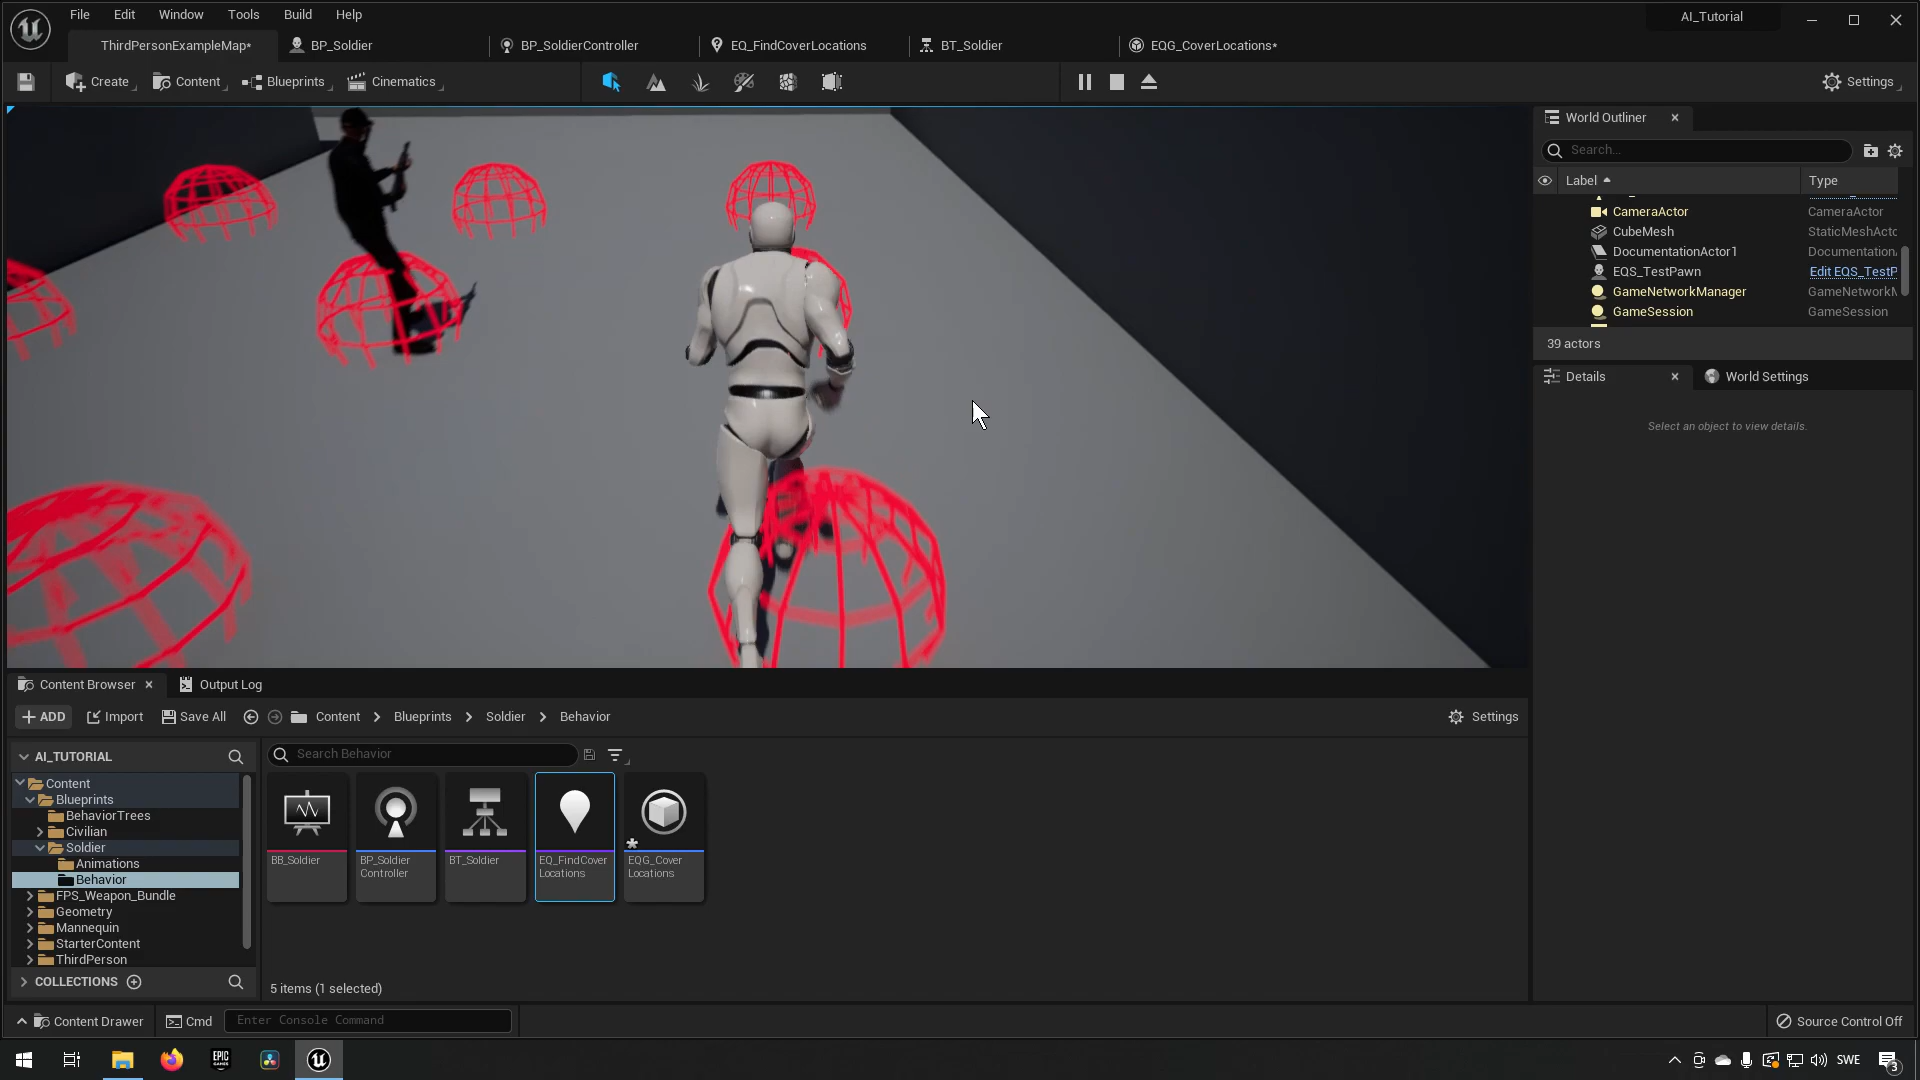 File
Edit
Window
Tools
Build
Help
AI_Tutorial
ThirdPersonExampleMap*
BP_Soldier
BP_SoldierController
EQ_FindCoverLocations
BT_Soldier
EQG_CoverLocations*
Create
Content
Blueprints
Cinematics
Settings
World Outliner
Search...
Label
Type
CameraActor
CameraActor
CubeMesh
StaticMeshActo
DocumentationActor1
Documentation
EQS_TestPawn
Edit EQS_TestP
GameNetworkManager
GameNetworkM
GameSession
GameSession
39 actors
Details
World Settings
Select an object to view details.
Content Browser
Output Log
ADD
Import
Save All
Content
Blueprints
Soldier
Behavior
Settings
AI_TUTORIAL
Search Behavior
Content
Blueprints
BehaviorTrees
Civilian
Soldier
Animations
Behavior
FPS_Weapon_Bundle
Geometry
Mannequin
StarterContent
ThirdPerson
COLLECTIONS
BB_Soldier
BP_Soldier
Controller
BT_Soldier
EQ_FindCover
Locations
EQG_Cover
Locations
5 items (1 selected)
Content Drawer
Cmd
Enter Console Command
Source Control Off
EPIC
GAMES
SWE
3